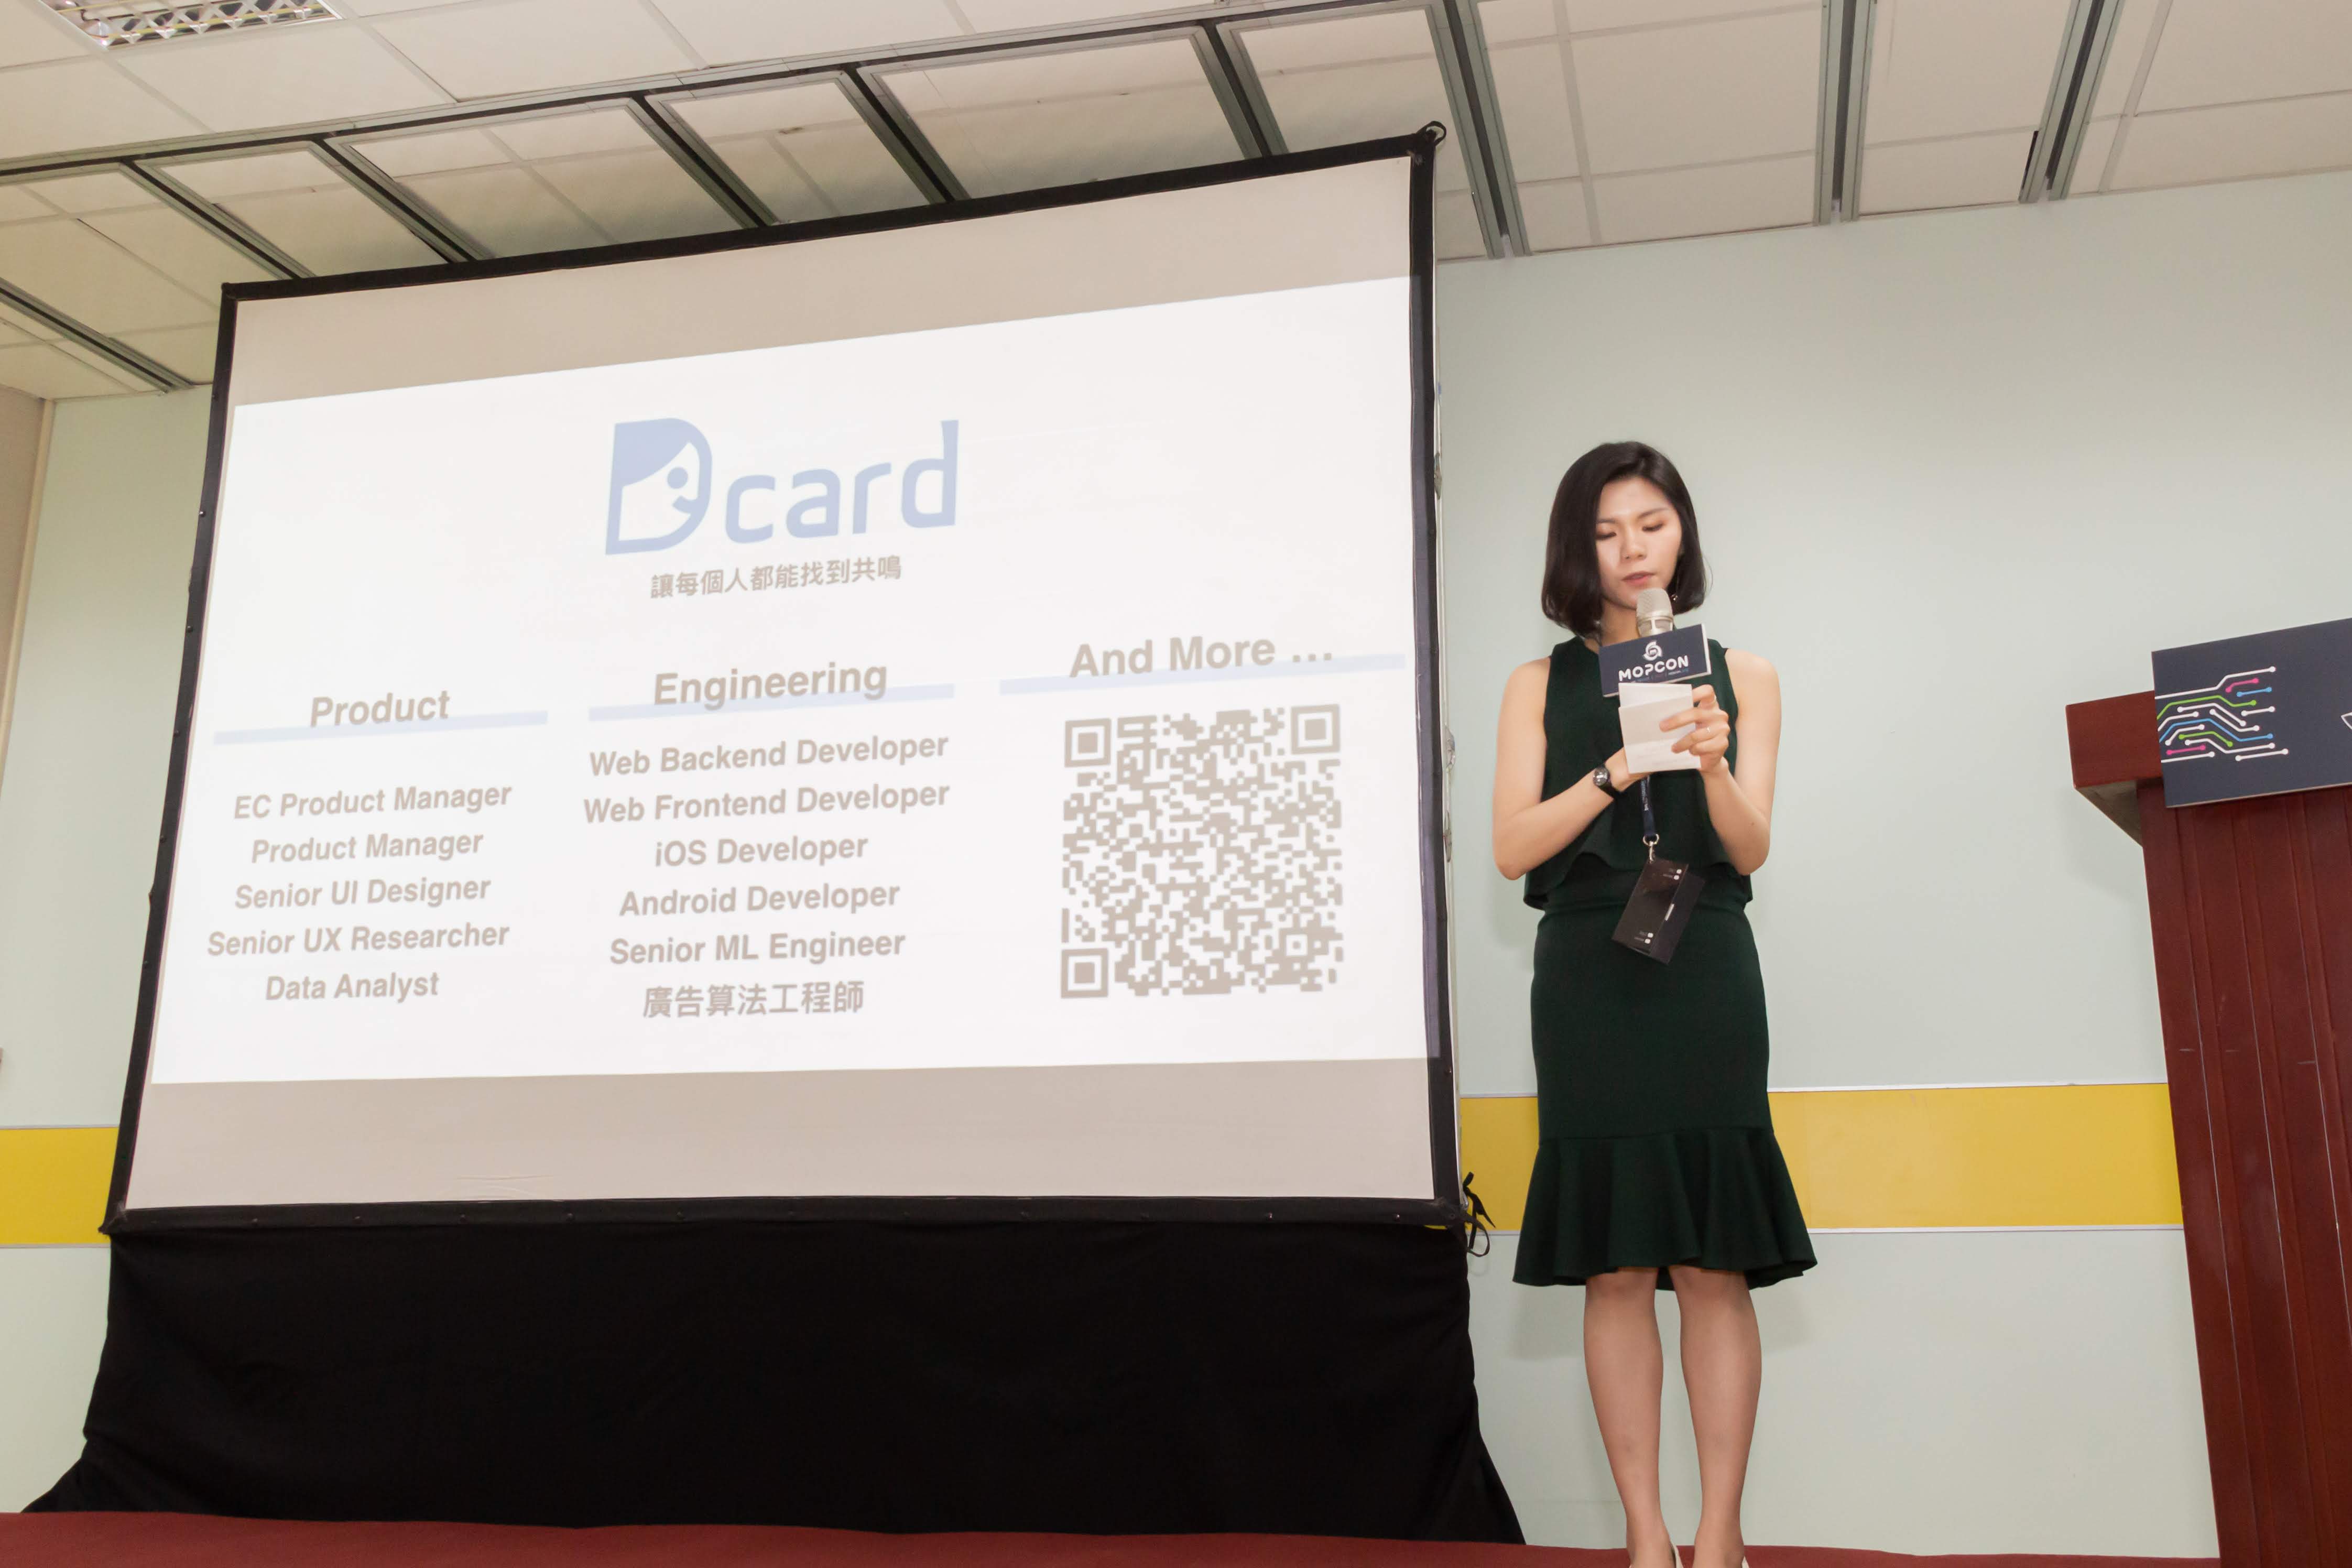 Dcard
讓每個人都能找到共鳴
Product
EC Product Manager
Product Manager
Senior UI Designer
Senior UX Researcher
Data Analyst
Engineering
Web Backend Developer
Web Frontend Developer
iOS Developer
Android Developer
Senior ML Engineer
廣告算法工程師
And More ...
MOPCON